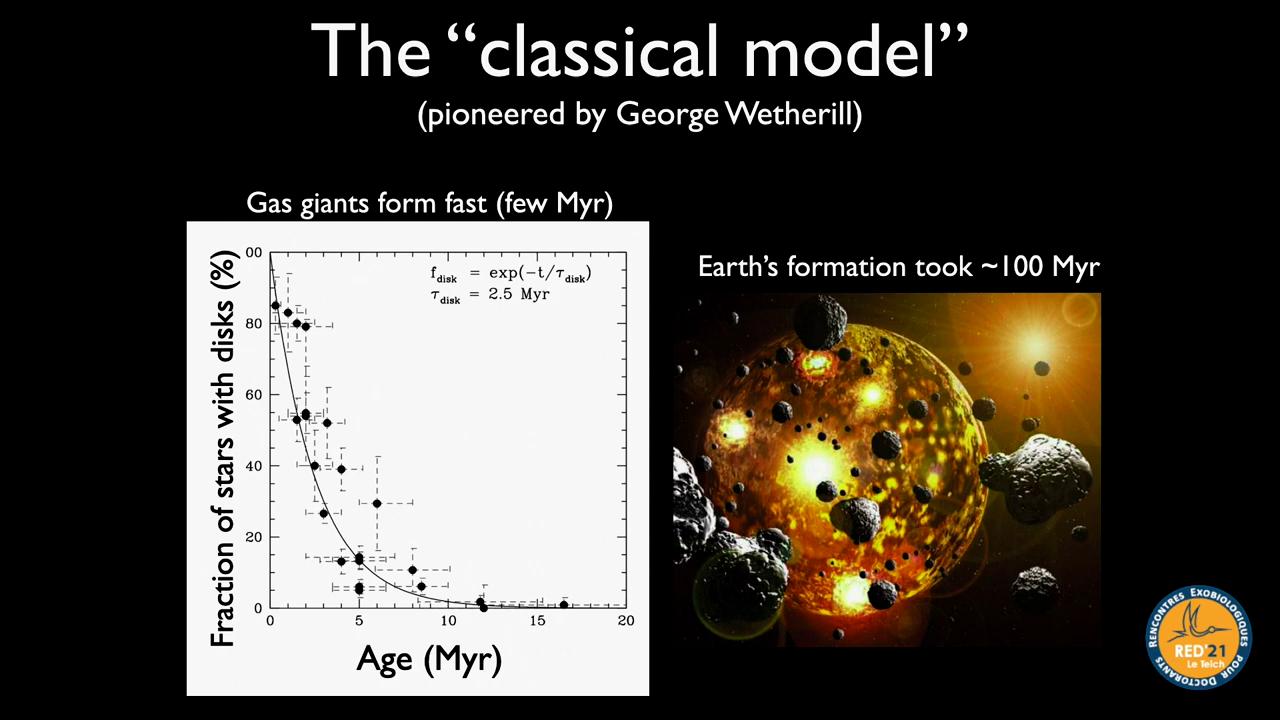 The “classical model”
(pioneered by George Wetherill)
Gas giants form fast (few Myr)
Earth’s formation took ~100 Myr
Fraction of stars with disks (%)
00
80
60
40
20
0
f_disk = exp(-t/τ_disk)
τ_disk = 2.5 Myr
0 5 10 15 20
Age (Myr)
RENCONTRES EXOBIOLOGIQUES
POUR DOCTORANTS
RED'21
Le Teich